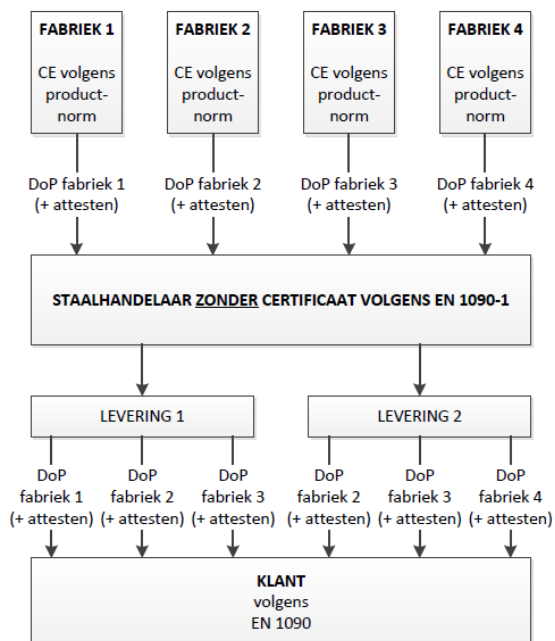 FABRIEK 1
CE volgens
product-
norm
FABRIEK 2
CE volgens
product-
norm
FABRIEK 3
CE volgens
product-
norm
FABRIEK 4
CE volgens
product-
norm
DoP fabriek 1
(+ attesten)
DoP fabriek 2
(+ attesten)
DoP fabriek 3
(+ attesten)
DoP fabriek 4
(+ attesten)
STAALHANDELAAR ZONDER CERTIFICAAT VOLGENS EN 1090-1
LEVERING 1
LEVERING 2
DoP
fabriek 1
(+ attesten)
DoP
fabriek 2
(+ attesten)
DoP
fabriek 3
(+ attesten)
DoP
fabriek 2
(+ attesten)
DoP
fabriek 3
(+ attesten)
DoP
fabriek 4
(+ attesten)
KLANT
volgens
EN 1090